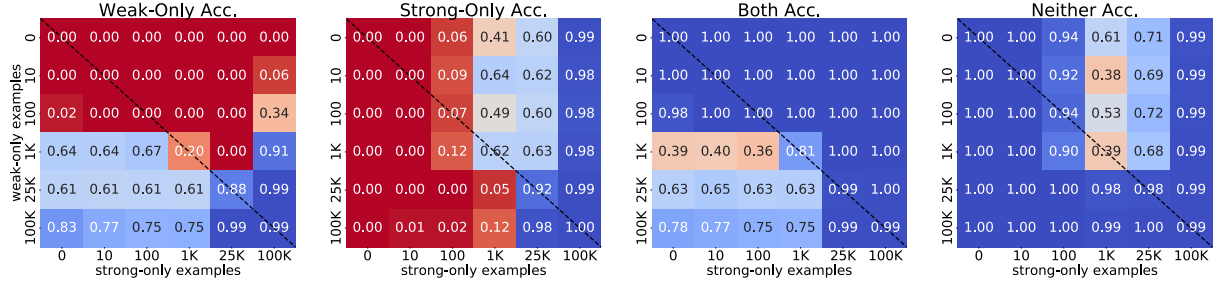 Weak-Only Acc.
Strong-Only Acc.
Both Acc.
Neither Acc.
weak-only examples
0 0.00 0.00 0.00 0.00 0.00 0.00
10 0.00 0.00 0.00 0.00 0.00 0.06
100 0.02 0.00 0.00 0.00 0.00 0.34
1K 0.64 0.64 0.67 0.20 0.00 0.91
25K 0.61 0.61 0.61 0.61 0.88 0.99
100K 0.83 0.77 0.75 0.75 0.99 0.99
0 10 100 1K 25K 100K
strong-only examples
0.00 0.00 0.06 0.41 0.60 0.99
0.00 0.00 0.09 0.64 0.62 0.98
0.00 0.00 0.07 0.49 0.60 0.98
0.00 0.00 0.12 0.62 0.63 0.98
0.00 0.00 0.00 0.05 0.92 0.99
0.00 0.01 0.02 0.12 0.98 1.00
0 10 100 1K 25K 100K
strong-only examples
1.00 1.00 1.00 1.00 1.00 1.00
1.00 1.00 1.00 1.00 1.00 1.00
0.98 1.00 1.00 1.00 1.00 1.00
0.39 0.40 0.36 0.81 1.00 1.00
0.63 0.65 0.63 0.63 0.99 1.00
0.78 0.77 0.75 0.75 0.99 1.00
0 10 100 1K 25K 100K
strong-only examples
0 1.00 1.00 0.94 0.61 0.71 0.99
10 1.00 1.00 0.92 0.38 0.69 0.99
100 1.00 1.00 0.94 0.53 0.72 0.99
1K 1.00 1.00 0.90 0.39 0.68 0.99
25K 1.00 1.00 1.00 0.98 0.98 0.99
100K 1.00 1.00 1.00 0.99 0.99 0.99
0 10 100 1K 25K 100K
strong-only examples